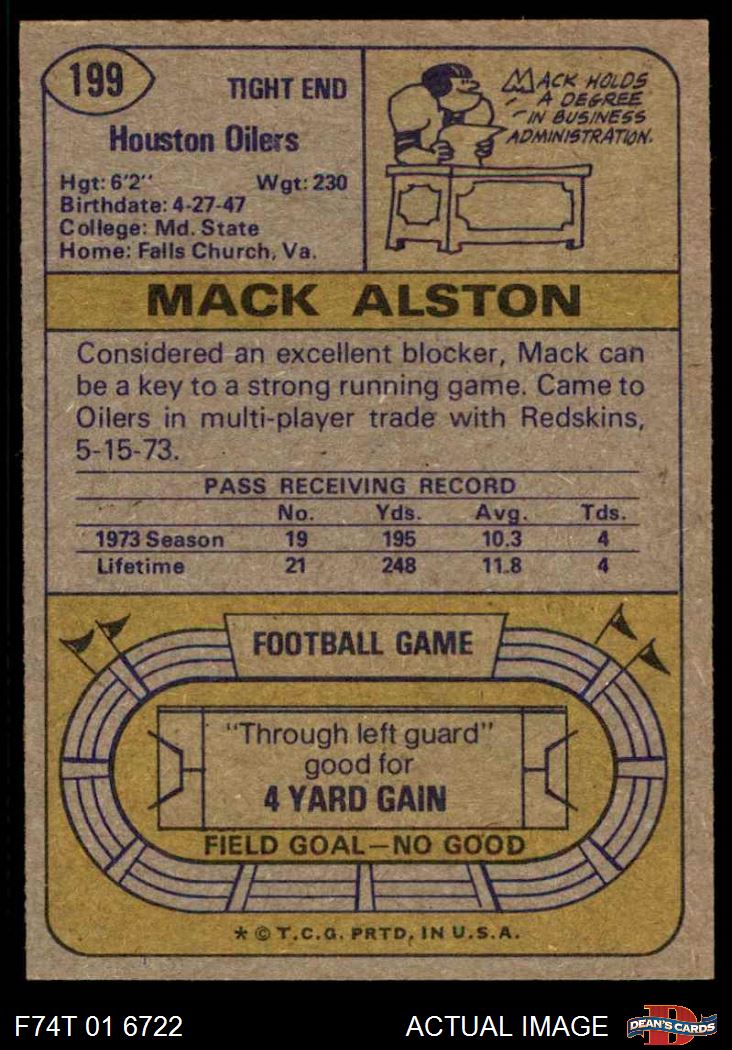 199
TIGHT END
Houston Oilers
Hgt: 6'2" Wgt: 230
Birthdate: 4-27-47
College: Md. State
Home: Falls Church, Va.
MACK HOLDS
A DEGREE
IN BUSINESS
ADMINISTRATION.
MACK ALSTON
Considered an excellent blocker, Mack can
be a key to a strong running game. Came to
Oilers in multi-player trade with Redskins,
5-15-73.
PASS RECEIVING RECORD
No. Yds. Avg. Tds.
1973 Season 19 195 10.3 4
Lifetime 21 248 11.8 4
FOOTBALL GAME
"Through left guard"
good for
4 YARD GAIN
FIELD GOAL—NO GOOD
* © T.C.G. PRTD, IN U.S.A.
F74T 01 6722 ACTUAL IMAGE
D
DEAN'S CARDS